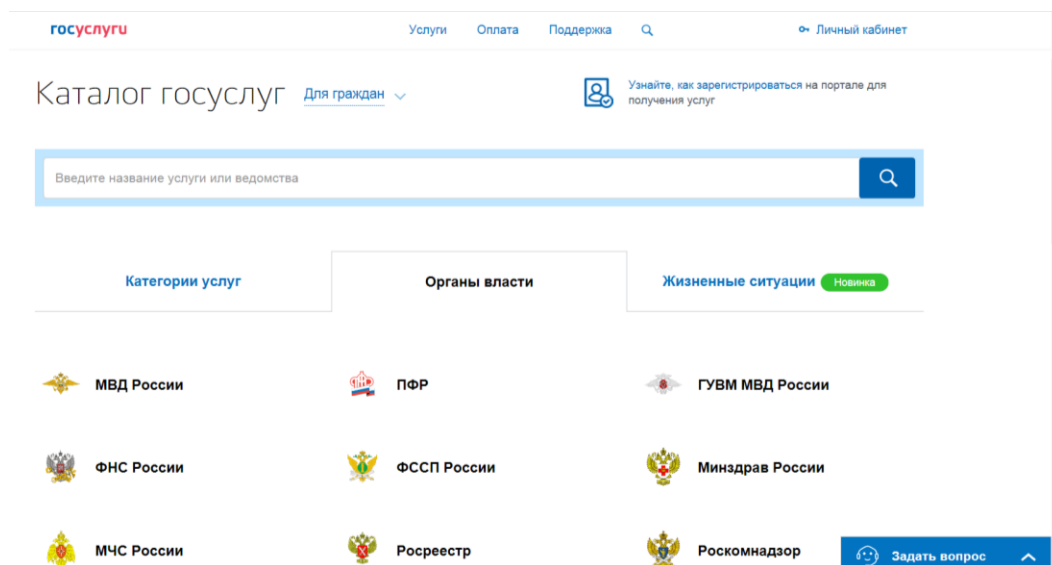 госуслуги Услуги Оплата Поддержка Личный кабинет
Каталог госуслуг Для граждан
Узнайте, как зарегистрироваться на портале для
получения услуг
Введите название услуги или ведомства
Категории услуг Органы власти Жизненные ситуации Новинка
МВД России ПФР ГУВМ МВД России
ФНС России ФССП России Минздрав России
МЧС России Росреестр Роскомнадзор
Задать вопрос